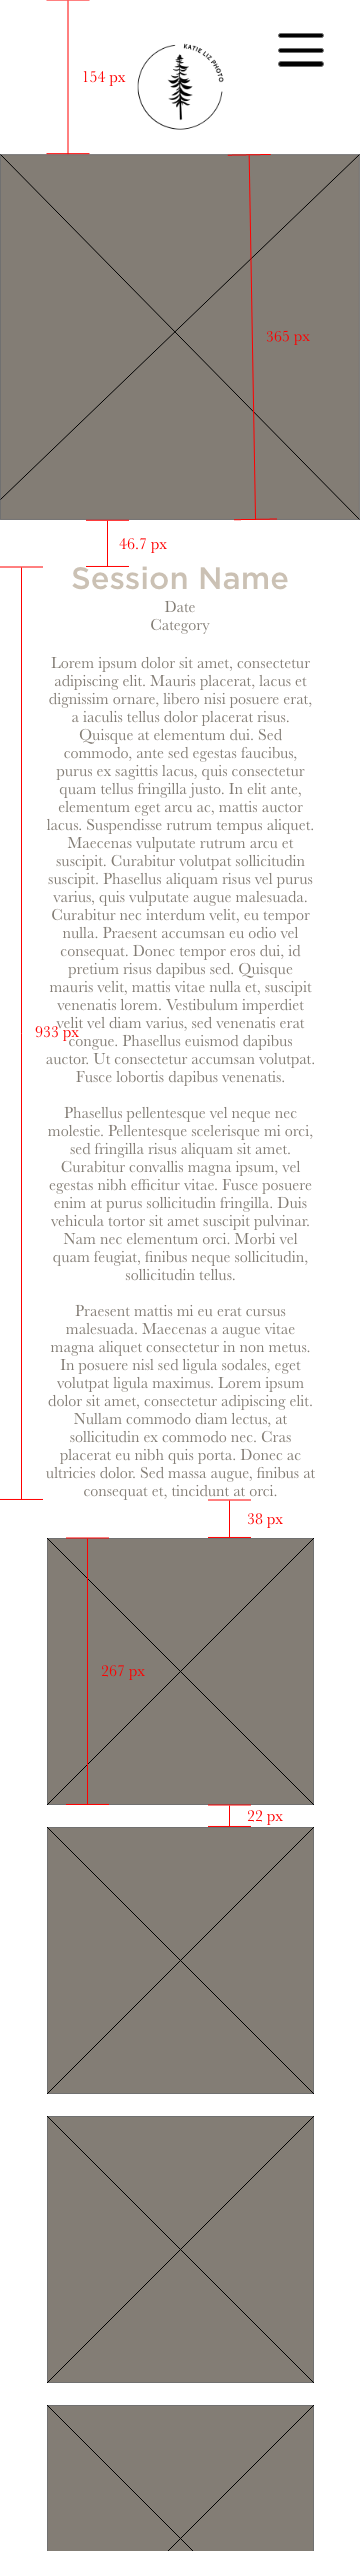 KATIE LIZ PHOTO
154 px
365 px
46.7 px
Session Name
Date
Category
Lorem ipsum dolor sit amet, consectetur
adipiscing elit. Mauris placerat, lacus et
dignissim ornare, libero nisi posuere erat,
a iaculis tellus dolor placerat risus.
Quisque at elementum dui. Sed
commodo, ante sed egestas faucibus,
purus ex sagittis lacus, quis consectetur
quam tellus fringilla justo. In elit ante,
elementum eget arcu ac, mattis auctor
lacus. Suspendisse rutrum tempus aliquet.
Maecenas vulputate rutrum arcu et
suscipit. Curabitur volutpat sollicitudin
suscipit. Phasellus aliquam risus vel purus
varius, quis vulputate augue malesuada.
Curabitur nec interdum velit, eu tempor
nulla. Praesent accumsan eu odio vel
consequat. Donec tempor eros dui, id
pretium risus dapibus sed. Quisque
mauris velit, mattis vitae nulla et, suscipit
venenatis lorem. Vestibulum imperdiet
velit vel diam varius, sed venenatis erat
933 px
congue. Phasellus euismod dapibus
auctor. Ut consectetur accumsan volutpat.
Fusce lobortis dapibus venenatis.
Phasellus pellentesque vel neque nec
molestie. Pellentesque scelerisque mi orci,
sed fringilla risus aliquam sit amet.
Curabitur convallis magna ipsum, vel
egestas nibh efficitur vitae. Fusce posuere
enim at purus sollicitudin fringilla. Duis
vehicula tortor sit amet suscipit pulvinar.
Nam nec elementum orci. Morbi vel
quam feugiat, finibus neque sollicitudin,
sollicitudin tellus.
Praesent mattis mi eu erat cursus
malesuada. Maecenas a augue vitae
magna aliquet consectetur in non metus.
In posuere nisl sed ligula sodales, eget
volutpat ligula maximus. Lorem ipsum
dolor sit amet, consectetur adipiscing elit.
Nullam commodo diam lectus, at
sollicitudin ex commodo nec. Cras
placerat eu nibh quis porta. Donec ac
ultricies dolor. Sed massa augue, finibus at
consequat et, tincidunt at orci.
38 px
267 px
22 px